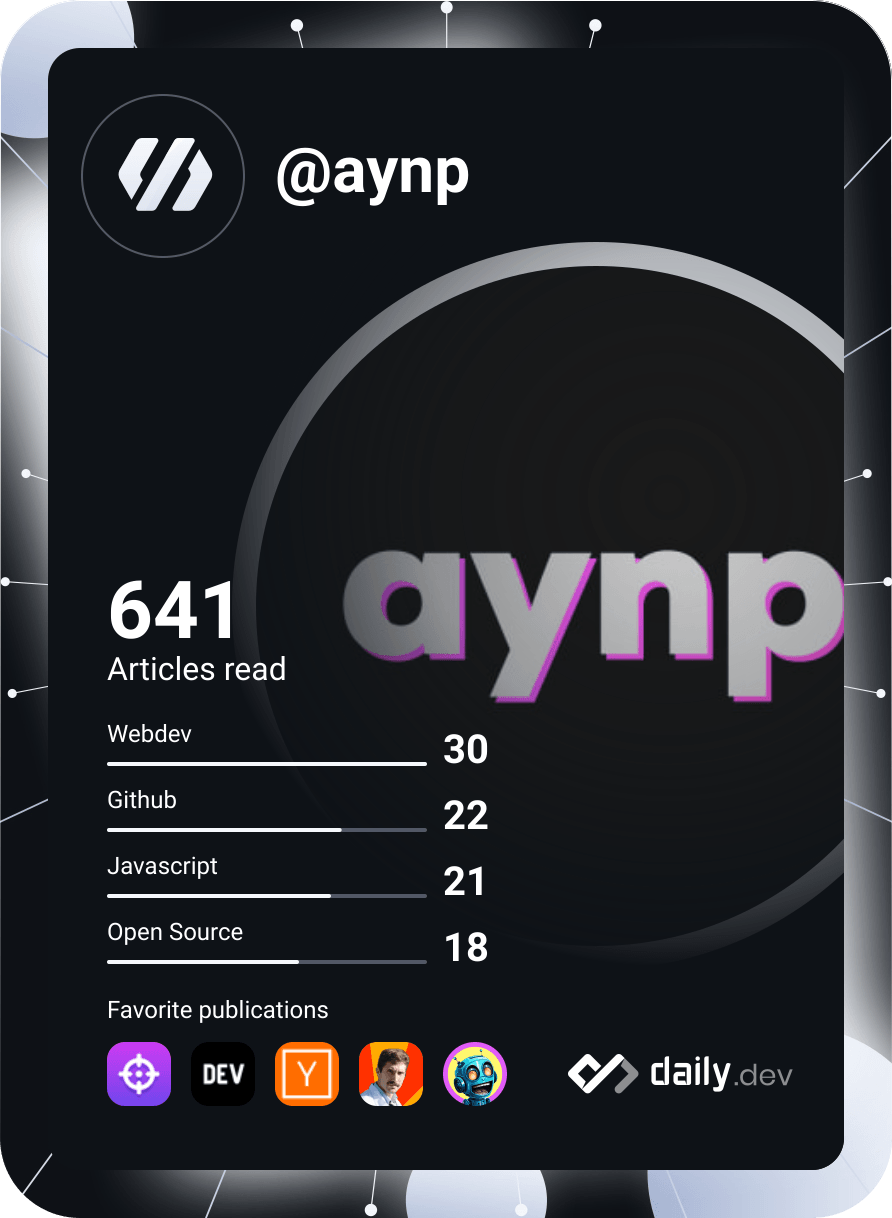 @aynp
aynp
641
Articles read
Webdev
30
Github
22
Javascript
21
Open Source
18
Favorite publications
DEV
Y
daily.dev